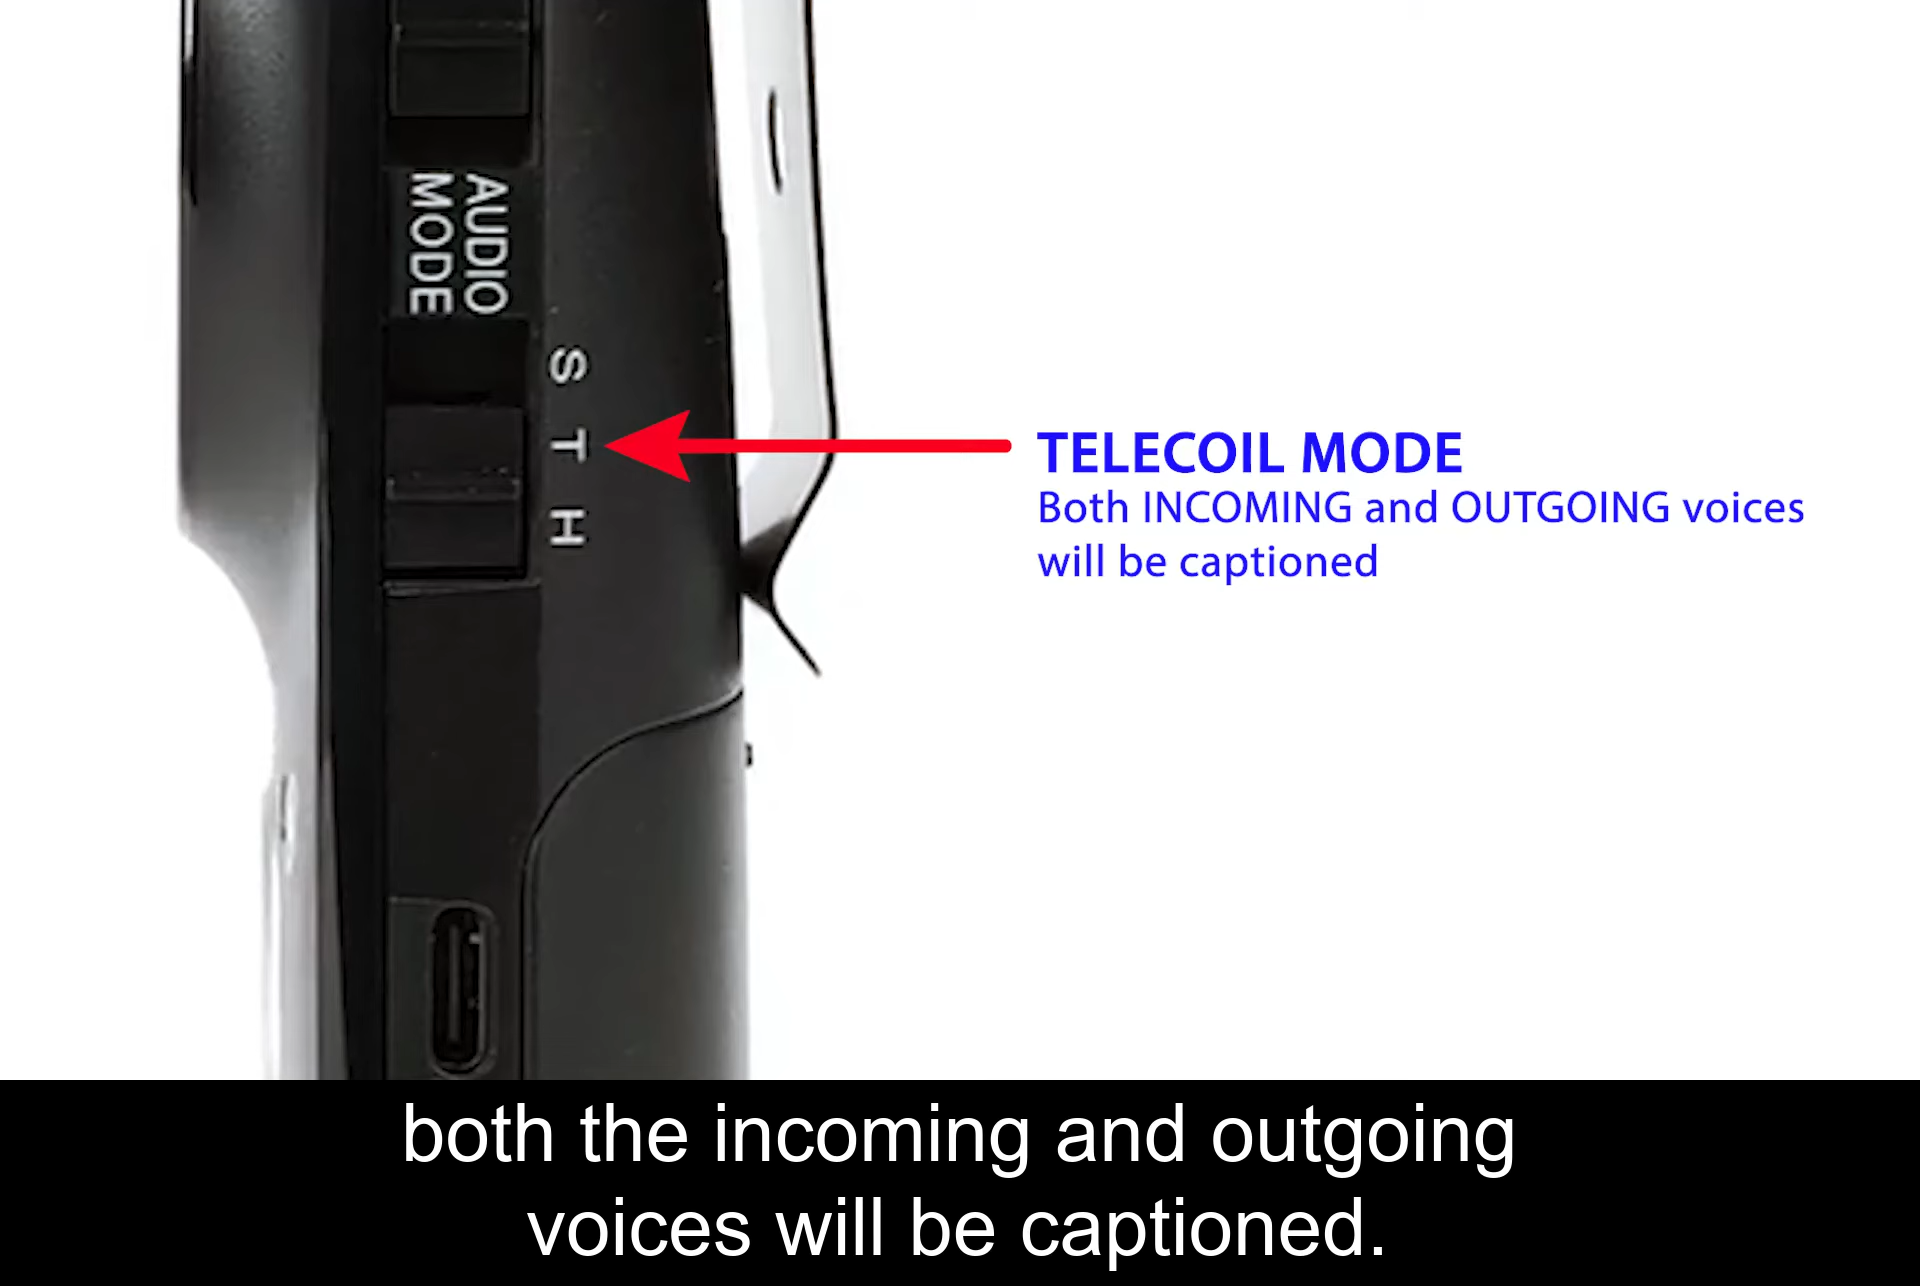 AUDIO
MODE
S
T
H
TELECOIL MODE
Both INCOMING and OUTGOING voices
will be captioned
both the incoming and outgoing
voices will be captioned.